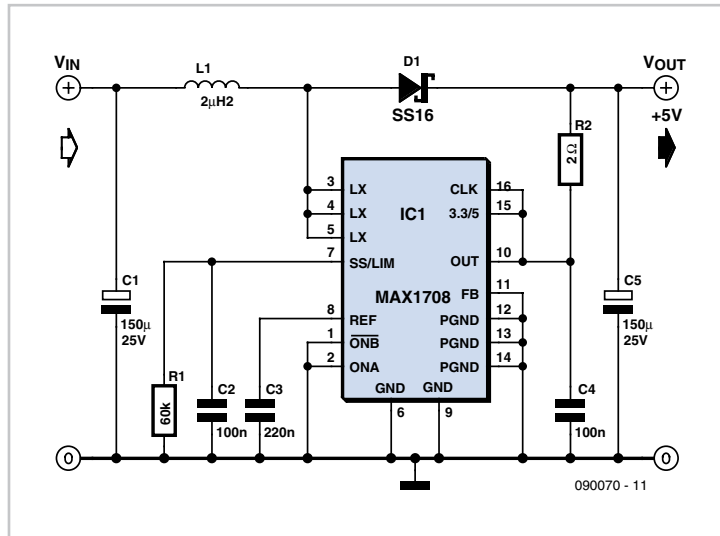 VIN
L1
2µH2
D1
SS16
VOUT
+5V
R2
2Ω
3 LX
4 LX
5 LX
7 SS/LIM
8 REF
1 ONB
2 ONA
IC1
MAX1708
CLK 16
3.3/5 15
OUT 10
FB 11
PGND 12
PGND 13
PGND 14
GND GND
6 9
C1
150µ
25V
R1
60k
C2
100n
C3
220n
C4
100n
C5
150µ
25V
0
0
090070 - 11